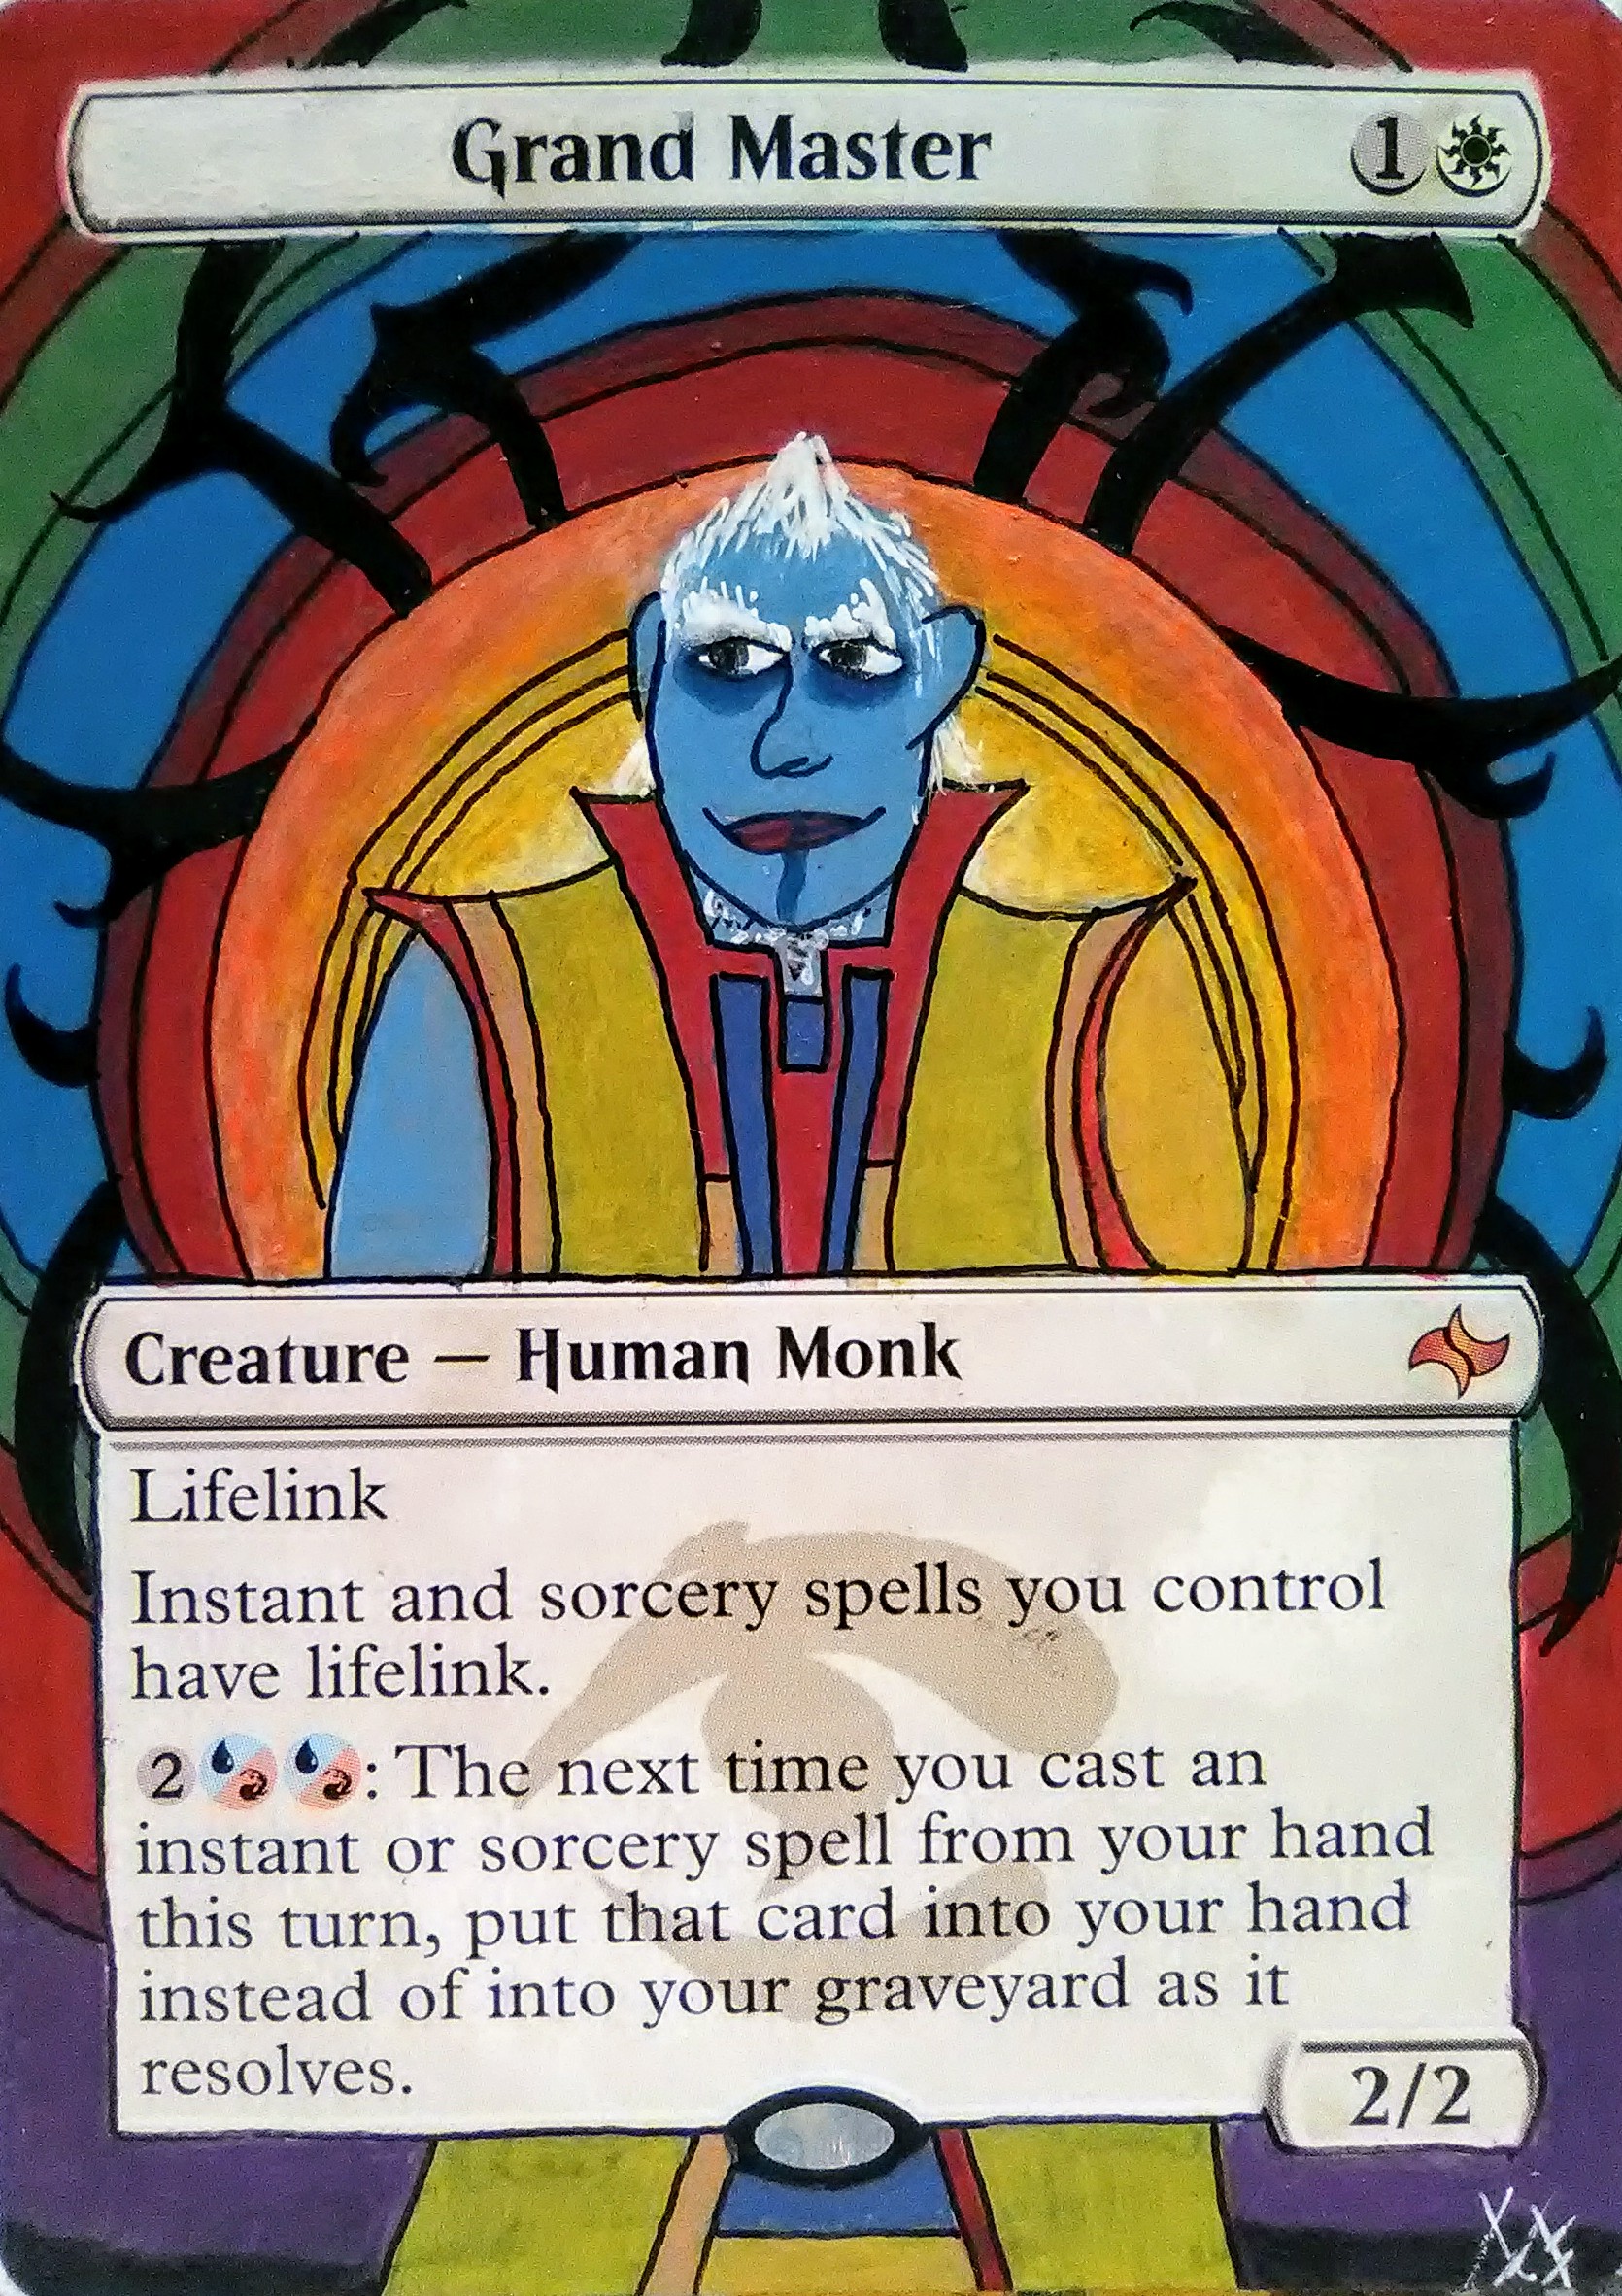 Grand Master 1
Creature — Human Monk
Lifelink
Instant and sorcery spells you control
have lifelink.
2: The next time you cast an
instant or sorcery spell from your hand
this turn, put that card into your hand
instead of into your graveyard as it
resolves.
2/2